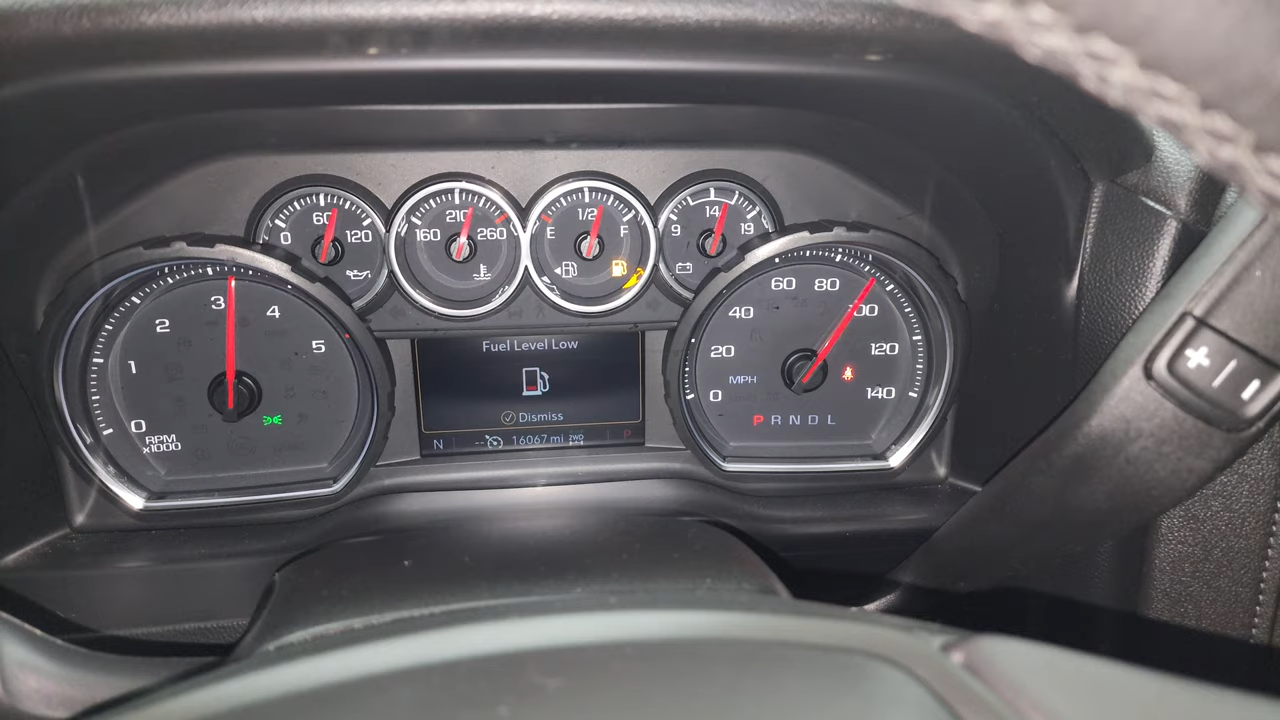 0 60 120
160 210 260
E 1/2 F
9 14 19
0 1 2 3 4 5
RPM
x1000
Fuel Level Low
Dismiss
N -- 16067 mi 2WD P
0 20 40 60 80 100 120 140
MPH
P R N D L
+